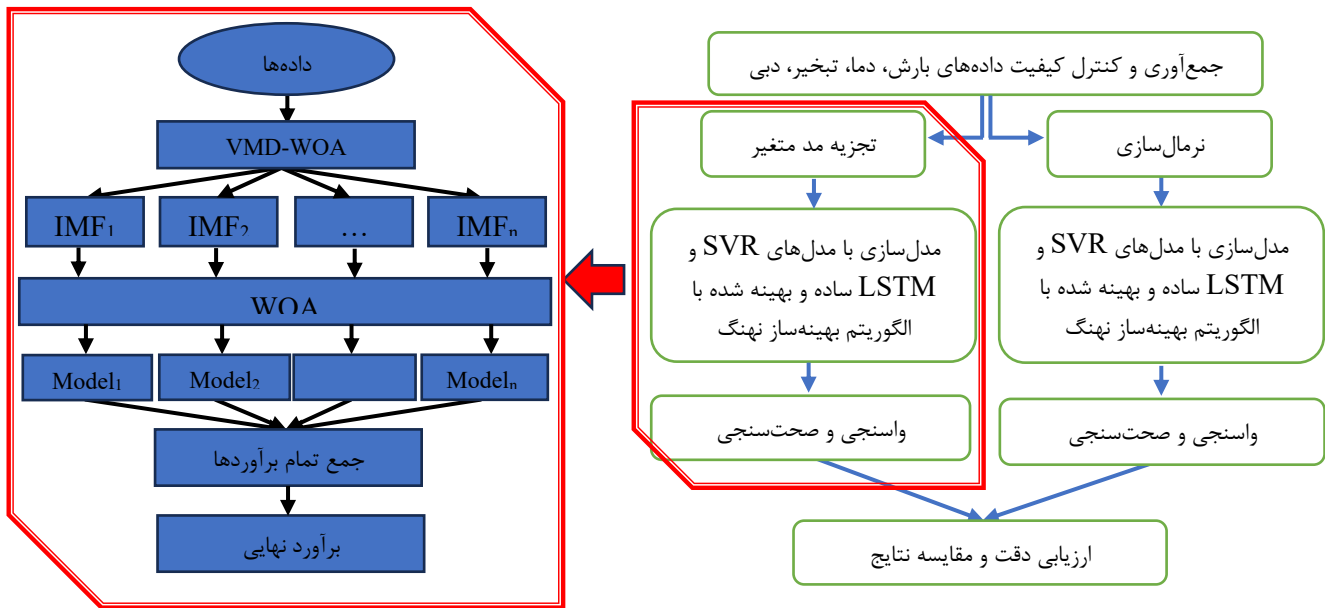 جمع‌آوری و کنترل کیفیت داده‌های بارش، دما، تبخیر، دبی
نرمال‌سازی
تجزیه مد متغیر
مدل‌سازی با مدل‌های SVR و
LSTM ساده و بهینه شده با
الگوریتم بهینه‌ساز نهنگ
مدل‌سازی با مدل‌های SVR و
LSTM ساده و بهینه شده با
الگوریتم بهینه‌ساز نهنگ
واسنجی و صحت‌سنجی
واسنجی و صحت‌سنجی
ارزیابی دقت و مقایسه نتایج
داده‌ها
VMD-WOA
IMF₁
IMF₂
...
IMFₙ
WOA
Model₁
Model₂
Modelₙ
جمع تمام برآوردها
برآورد نهایی